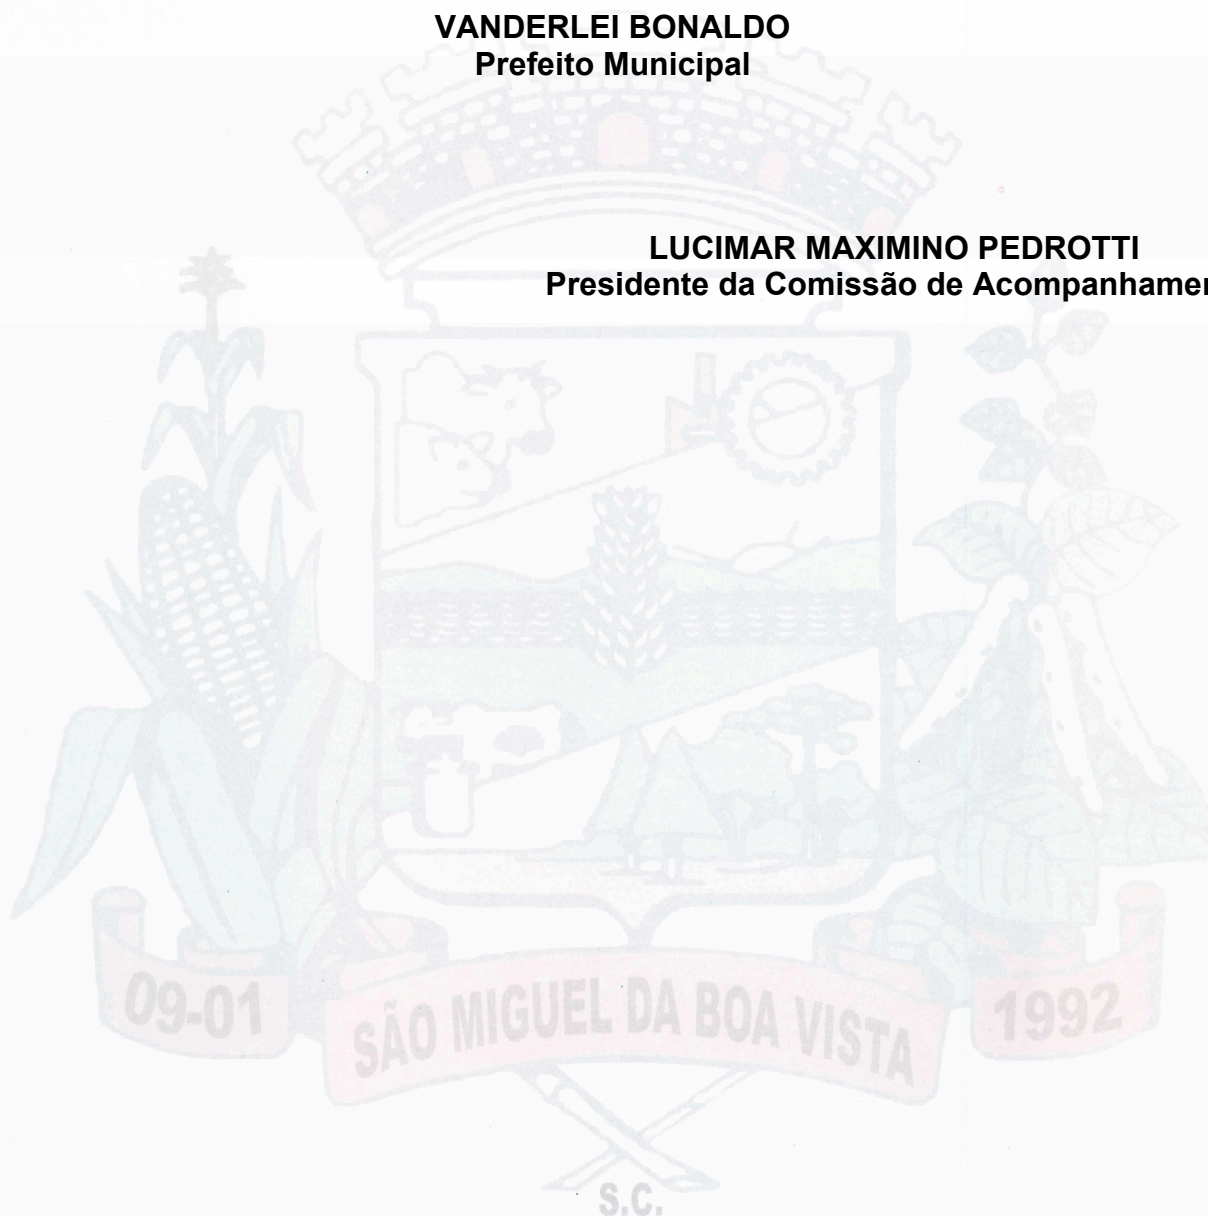 VANDERLEI BONALDO
Prefeito Municipal
LUCIMAR MAXIMINO PEDROTTI
Presidente da Comissão de Acompanhamen
09-01
SÃO MIGUEL DA BOA VISTA
1992
S.C.